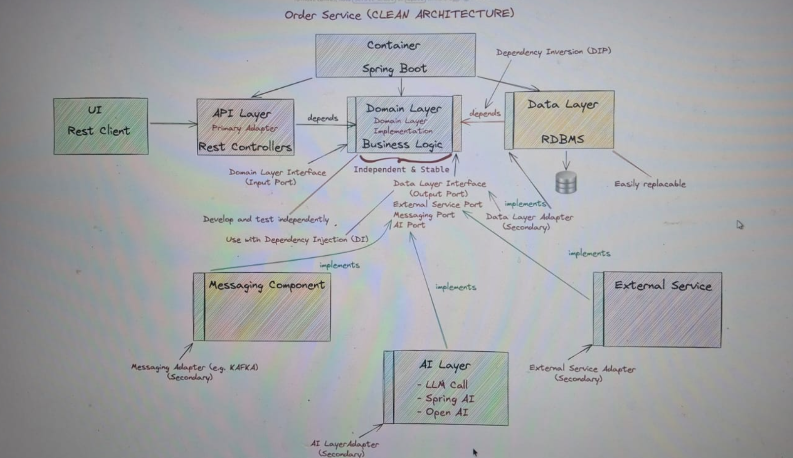 Order Service (CLEAN ARCHITECTURE)
Container
Spring Boot
Dependency Inversion (DIP)
UI
Rest Client
API Layer
Primary Adapter
Rest Controllers
depends
Domain Layer
Domain Layer
Implementation
Business Logic
depends
Data Layer
RDBMS
Independent & Stable
Domain Layer Interface
(Input Port)
Data Layer Interface
(Output Port)
External Service Port
Messaging Port
AI Port
Easily replacable
implements
Data Layer Adapter
(Secondary)
Develop and test independently
Use with Dependency Injection (DI)
implements
implements
implements
Messaging Component
External Service
Messaging Adapter (e.g. KAFKA)
(Secondary)
AI Layer
- LLM Call
- Spring AI
- Open AI
External Service Adapter
(Secondary)
AI LayerAdapter
(Secondary)